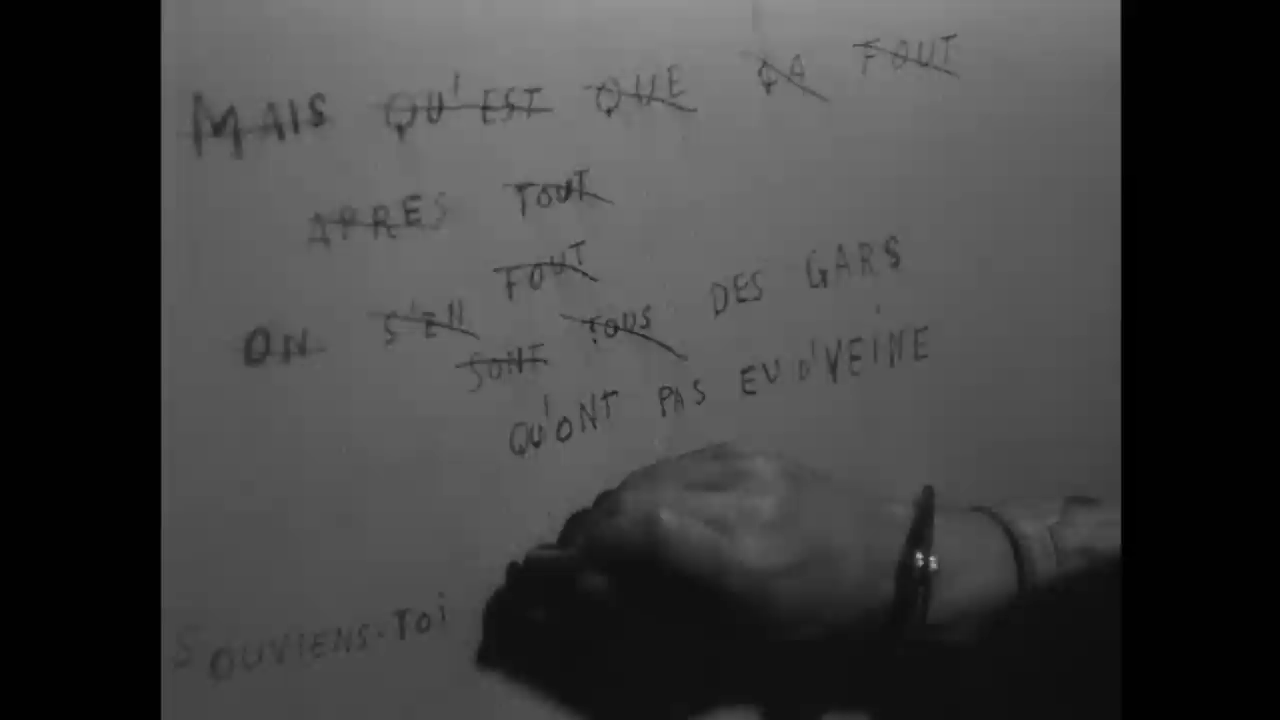 MAIS QU'EST QUE ÇA FOUT
APRES TOUT
FOUT
ON S'EN TOUS DES GARS
SONT
QU'ONT PAS EU D'VEINE
SOUVIENS-TOI